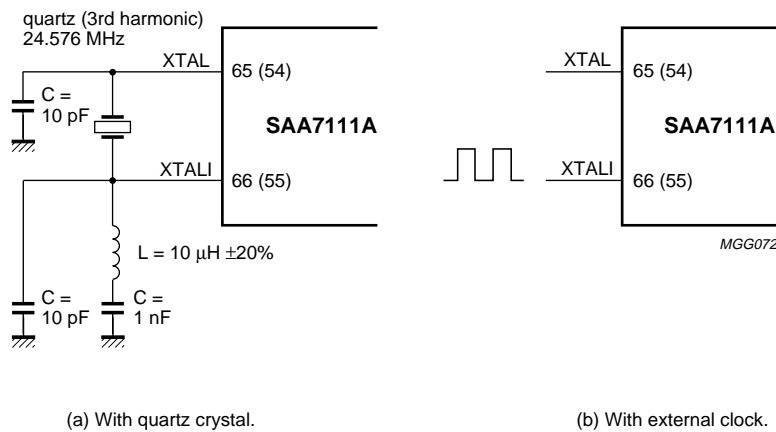 quartz (3rd harmonic)
24.576 MHz
XTAL
65 (54)
C =
10 pF
SAA7111A
XTALI
66 (55)
L = 10 μH ±20%
C =
10 pF
C =
1 nF
(a) With quartz crystal.
XTAL
65 (54)
SAA7111A
XTALI
66 (55)
MGG072
(b) With external clock.